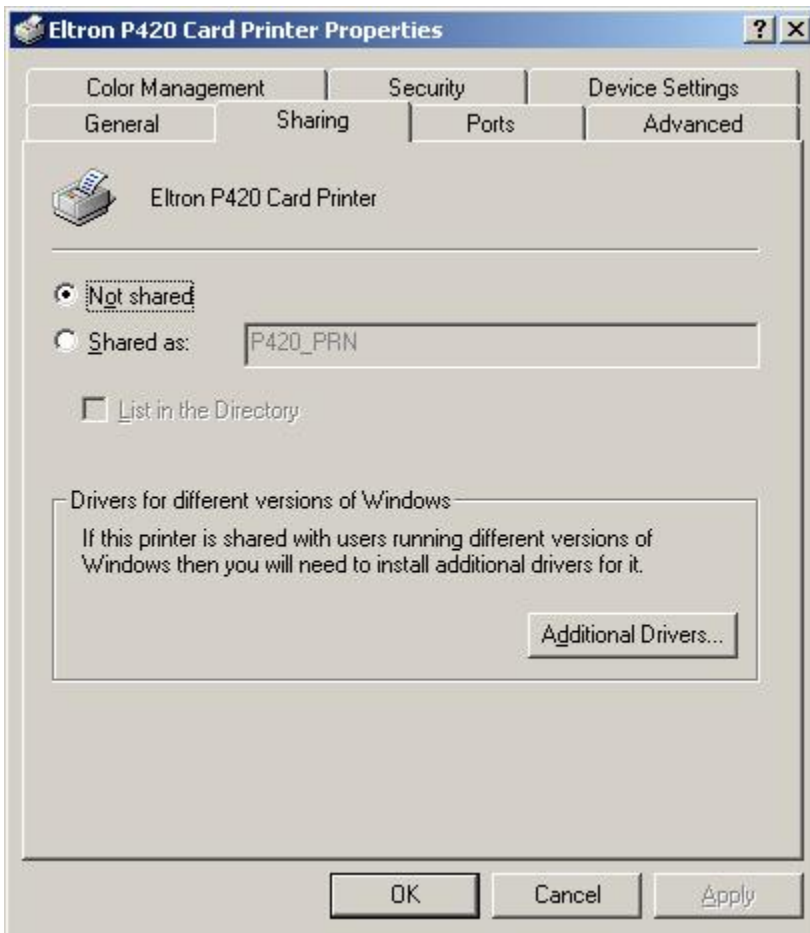 Eltron P420 Card Printer Properties
? X
Color Management Security Device Settings
General Sharing Ports Advanced
Eltron P420 Card Printer
Not shared
Shared as: P420_PRN
List in the Directory
Drivers for different versions of Windows
If this printer is shared with users running different versions of
Windows then you will need to install additional drivers for it.
Additional Drivers...
OK Cancel Apply